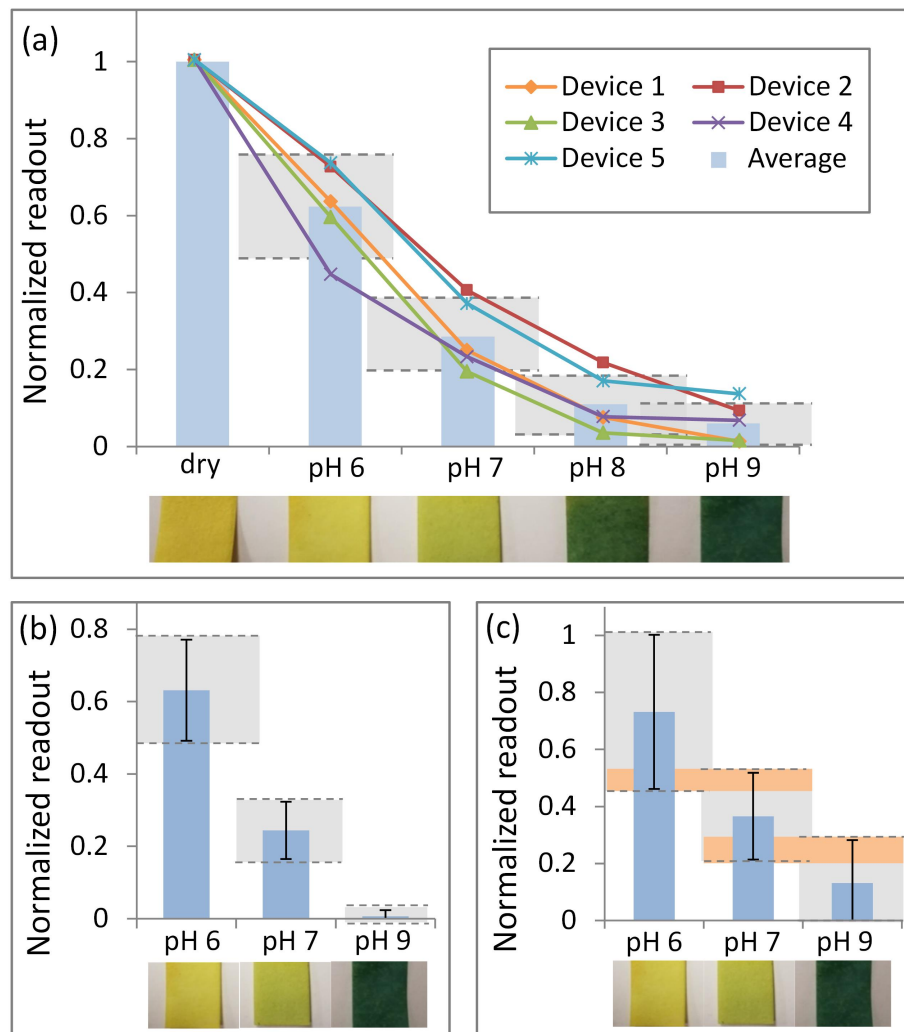 (a)
Normalized readout
1
0.8
0.6
0.4
0.2
0
Device 1
Device 2
Device 3
Device 4
Device 5
Average
dry
pH 6
pH 7
pH 8
pH 9
(b)
Normalized readout
0.8
0.6
0.4
0.2
0
pH 6
pH 7
pH 9
(c)
Normalized readout
1
0.8
0.6
0.4
0.2
0
pH 6
pH 7
pH 9